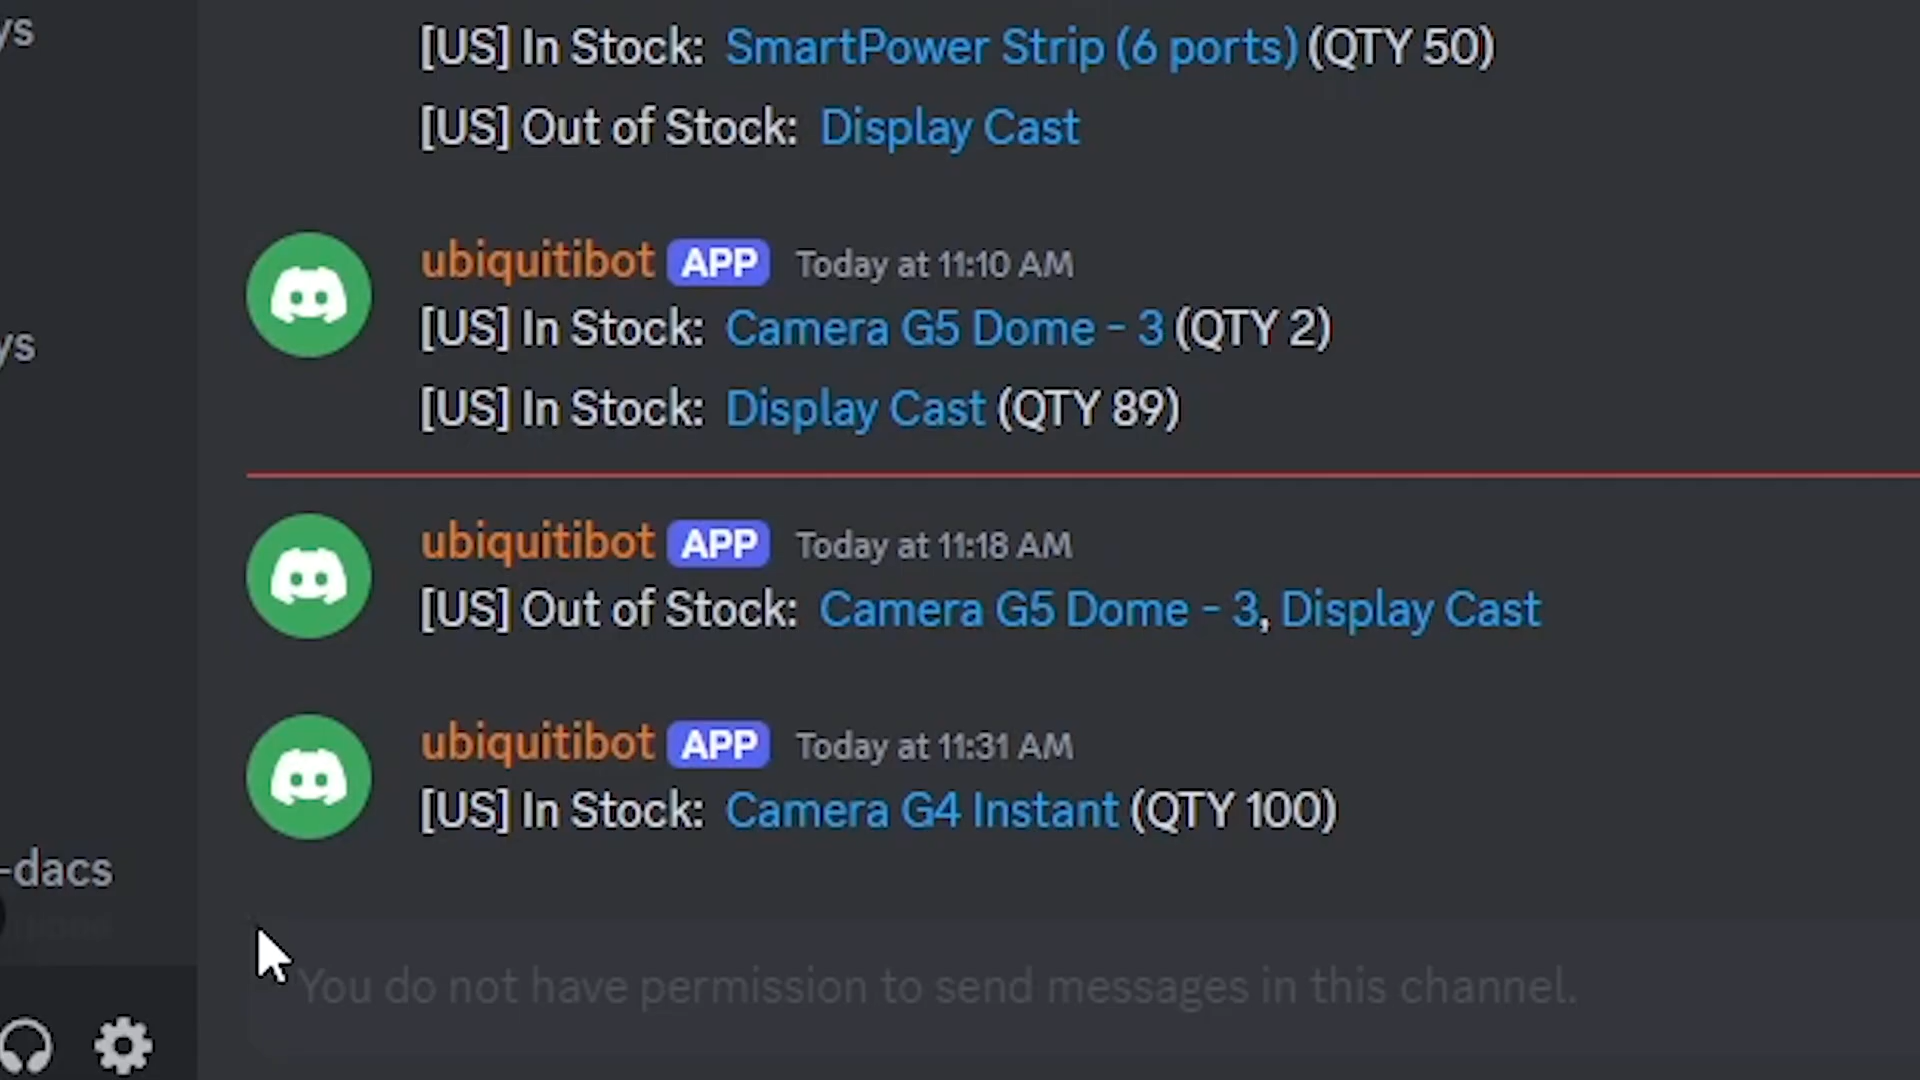 ys
[US] In Stock: SmartPower Strip (6 ports) (QTY 50)
[US] Out of Stock: Display Cast
ubiquitibot APP Today at 11:10 AM
[US] In Stock: Camera G5 Dome - 3 (QTY 2)
ys
[US] In Stock: Display Cast (QTY 89)
ubiquitibot APP Today at 11:18 AM
[US] Out of Stock: Camera G5 Dome - 3, Display Cast
ubiquitibot APP Today at 11:31 AM
[US] In Stock: Camera G4 Instant (QTY 100)
-dacs
You do not have permission to send messages in this channel.